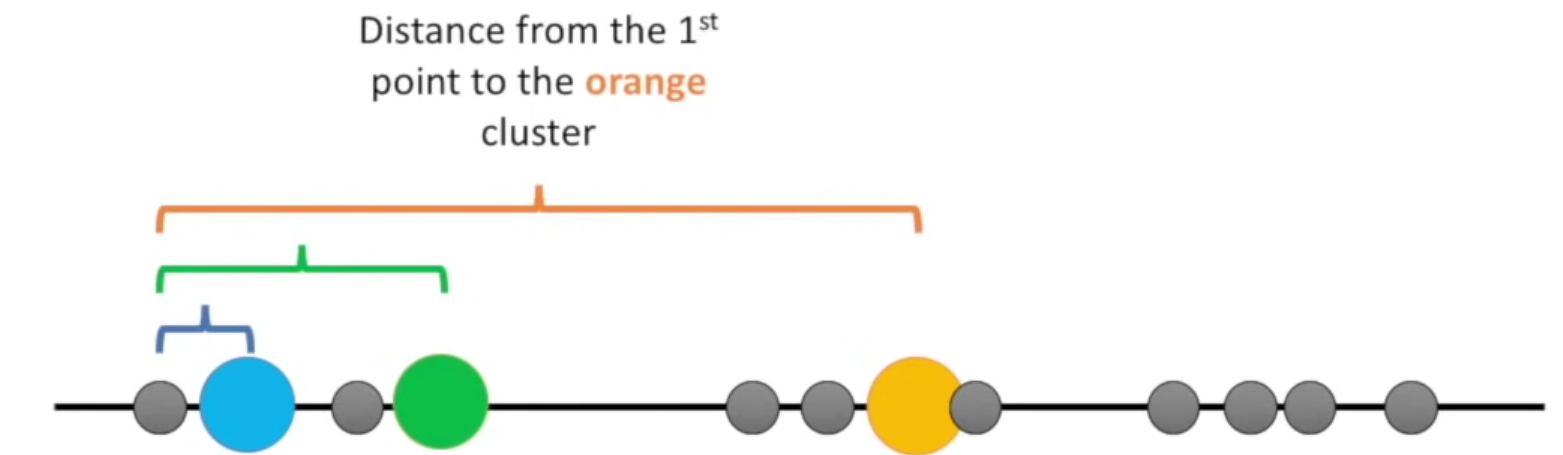 Distance from the 1st
point to the orange
cluster